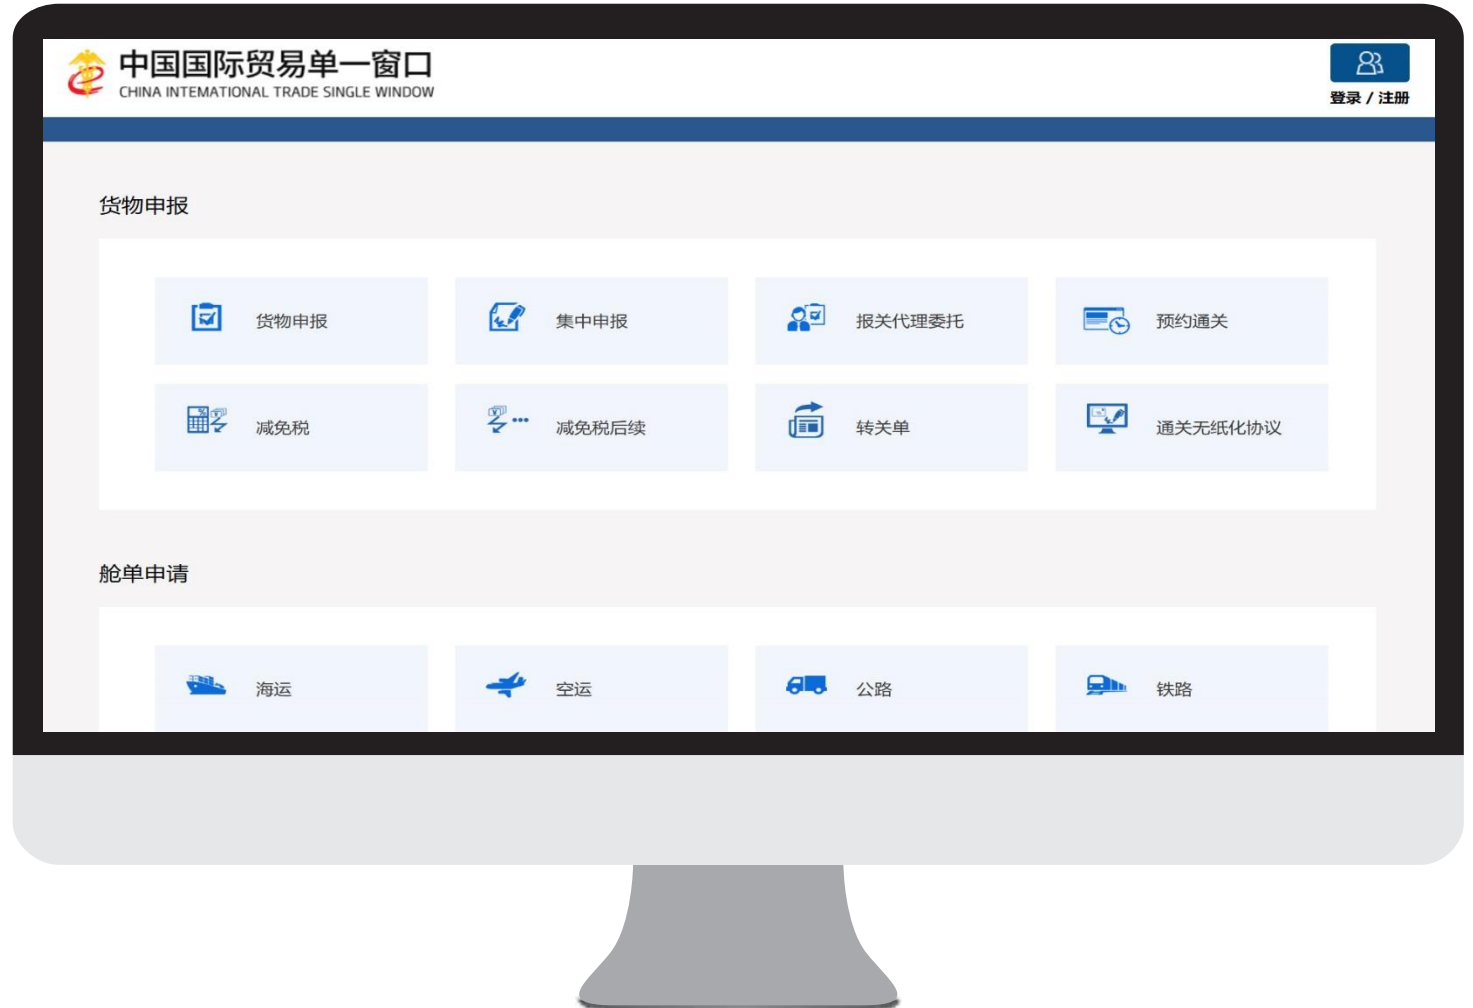 中国国际贸易单一窗口
CHINA INTEMATIONAL TRADE SINGLE WINDOW
登录 / 注册
货物申报
货物申报
集中申报
报关代理委托
预约通关
减免税
减免税后续
转关单
通关无纸化协议
舱单申请
海运
空运
公路
铁路